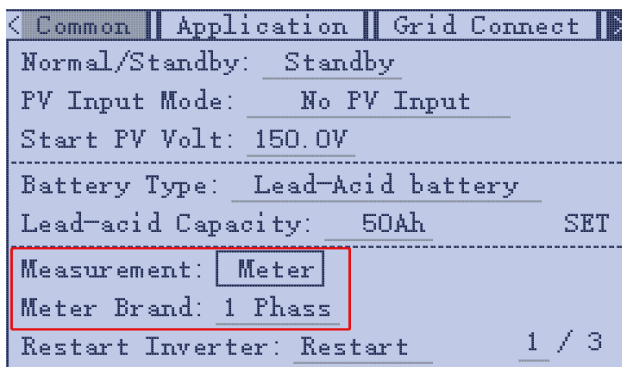 < Common Application Grid Connect
Normal/Standby: Standby
PV Input Mode: No PV Input
Start PV Volt: 150.0V
Battery Type: Lead-Acid battery
Lead-acid Capacity: 50Ah SET
Measurement: Meter
Meter Brand: 1 Phass
Restart Inverter: Restart 1 / 3